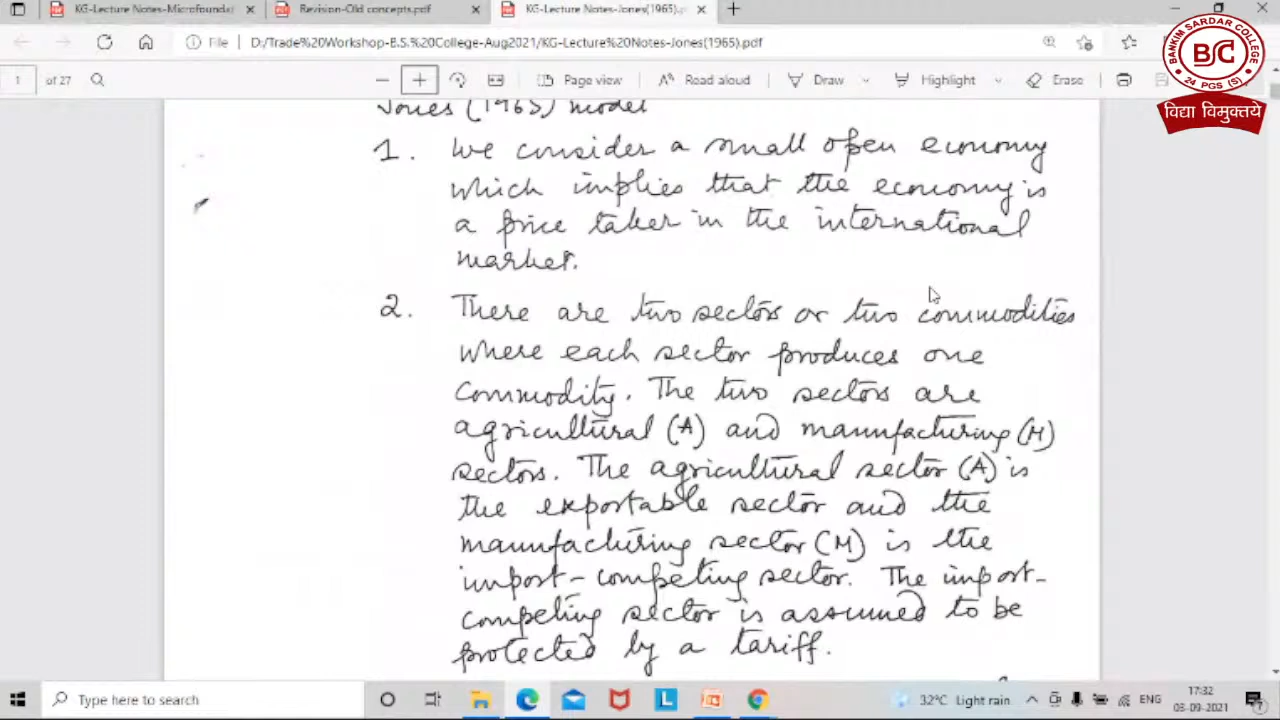 KG-Lecture Notes-Microfoundat
Revision-Old concepts.pdf
KG-Lecture Notes-Jones(1965).p
File
D:/Trade%20Workshop-B.S.%20College-Aug2021/KG-Lecture%20Notes-Jones(1965).pdf
1 of 27
Page view
Read aloud
Draw
Highlight
Erase
BANKIM SARDAR COLLEGE
BSC
24 PGS (S)
विद्या विमुक्तये
Jones (1965) model
1. We consider a small open economy
which implies that the economy is
a price taker in the international
market.
2. There are two sectors or two commodities
where each sector produces one
commodity. The two sectors are
agricultural (A) and manufacturing (M)
sectors. The agricultural sector (A) is
the exportable sector and the
manufacturing sector (M) is the
import-competing sector. The import-
competing sector is assumed to be
protected by a tariff.
Type here to search
L
32°C Light rain
ENG
17:32
03-09-2021